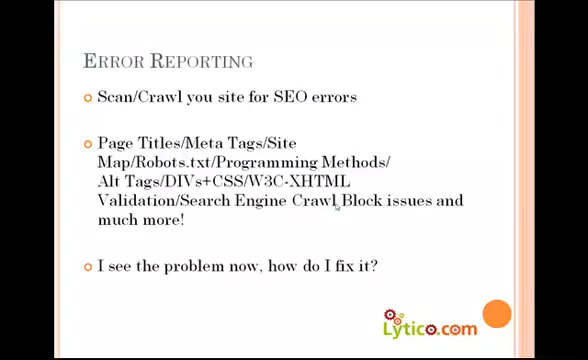 ERROR REPORTING
Scan/Crawl you site for SEO errors
Page Titles/Meta Tags/Site
Map/Robots.txt/Programming Methods/
Alt Tags/DIVs+CSS/W3C-XHTML
Validation/Search Engine Crawl Block issues and
much more!
I see the problem now, how do I fix it?
Lytico.com